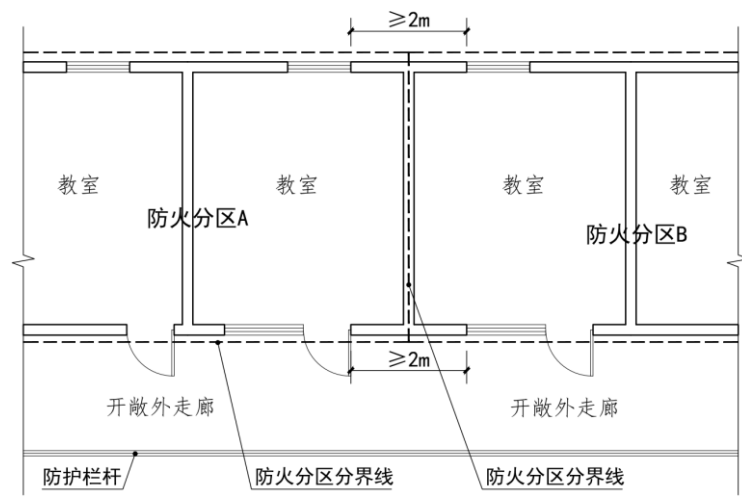 ≥2m
教室
教室
教室
教室
防火分区A
防火分区B
≥2m
开敞外走廊
开敞外走廊
防护栏杆
防火分区分界线
防火分区分界线